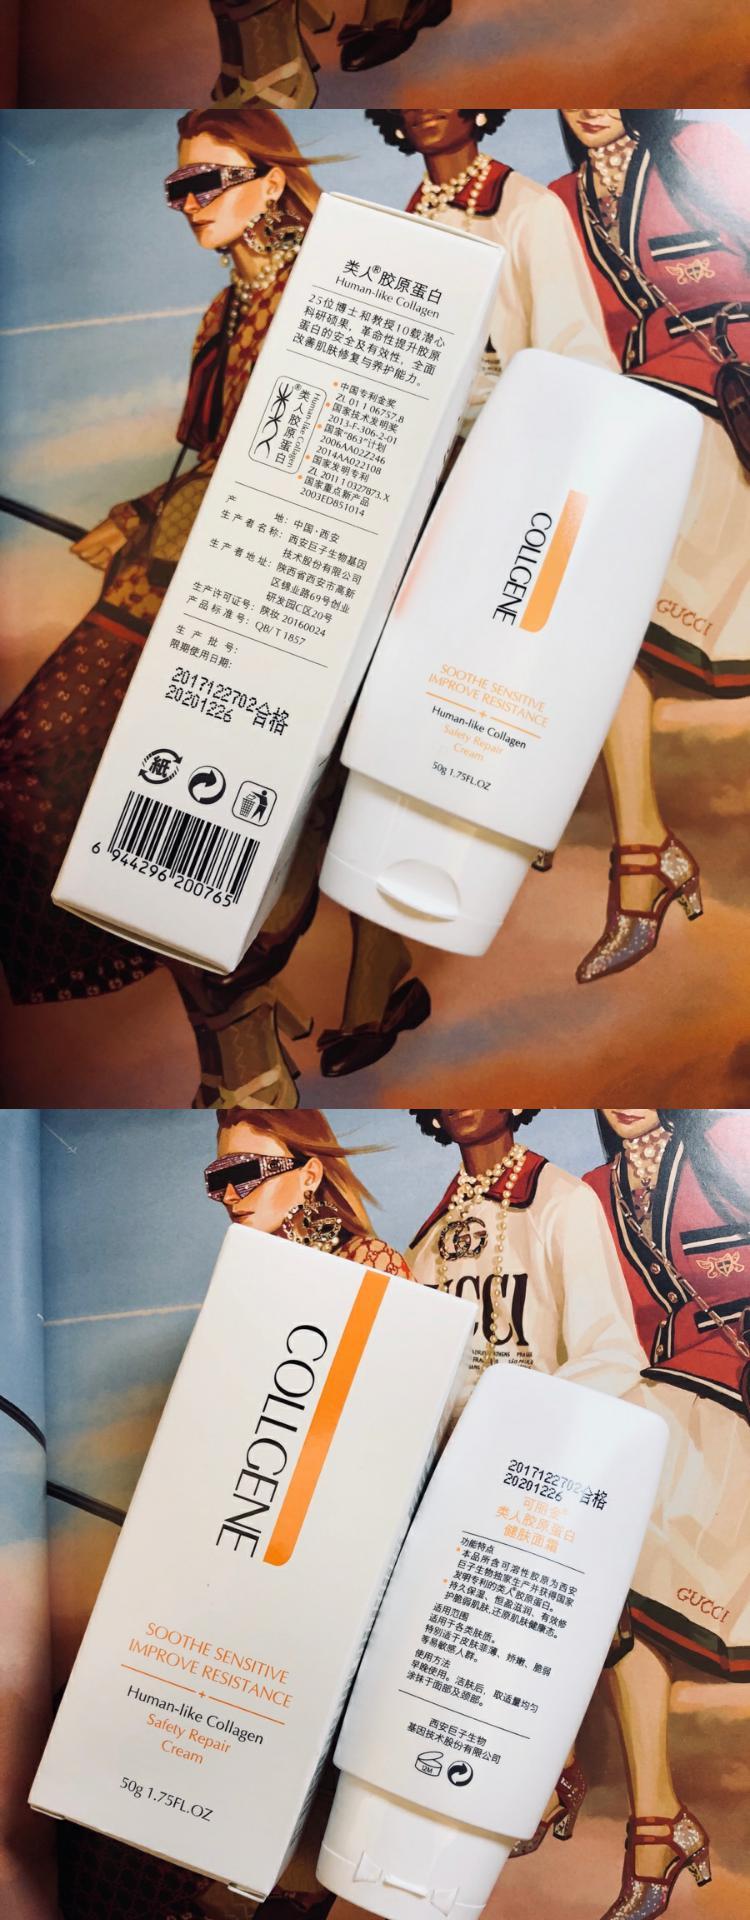 类人®胶原蛋白
Human-like Collagen
25位博士和教授10载潜心
科研硕果，革命性提升胶原
蛋白的安全及有效性，全面
改善肌肤修复与养护能力。
类人®胶原蛋白
Human-like Collagen
中国专利金奖
ZL 01 1 06757.8
国家技术发明奖
2013-F-306-2-01
国家"863"计划
2006AA02Z246
2014AA022108
国家发明专利
ZL 2011 1 0327873.X
国家重点新产品
2003ED851014
产 地: 中国·西安
生产者名称: 西安巨子生物基因
技术股份有限公司
生产者地址: 陕西省西安市高新
区锦业路69号创业
研发园C区20号
生产许可证号: 陕妆 20160024
产品标准号: QB/T 1857
生产批号:
限期使用日期:
2017122702合格
20201226
紙
6 944296 200765
COLLGENE
SOOTHE SENSITIVE
IMPROVE RESISTANCE
Human-like Collagen
Safety Repair
Cream
50g 1.75FL.OZ
GUCCI
COLLGENE
SOOTHE SENSITIVE
IMPROVE RESISTANCE
Human-like Collagen
Safety Repair
Cream
50g 1.75FL.OZ
UCCI
2017122702合格
20201226
可丽金®
类人胶原蛋白
健肤面霜
功能特点
本品所含可溶性胶原为西安
巨子生物独家生产并获得国家
发明专利的类人胶原蛋白。
持久保湿、恒盈滋润，有效修
护脆弱肌肤，还原肌肤健康态。
适用范围
适用于各类肤质。
特别适于皮肤菲薄、娇嫩、脆弱
等易敏感人群。
使用方法
早晚使用。洁肤后，取适量均匀
涂抹于面部及颈部。
西安巨子生物
基因技术股份有限公司
12M
GUCCI